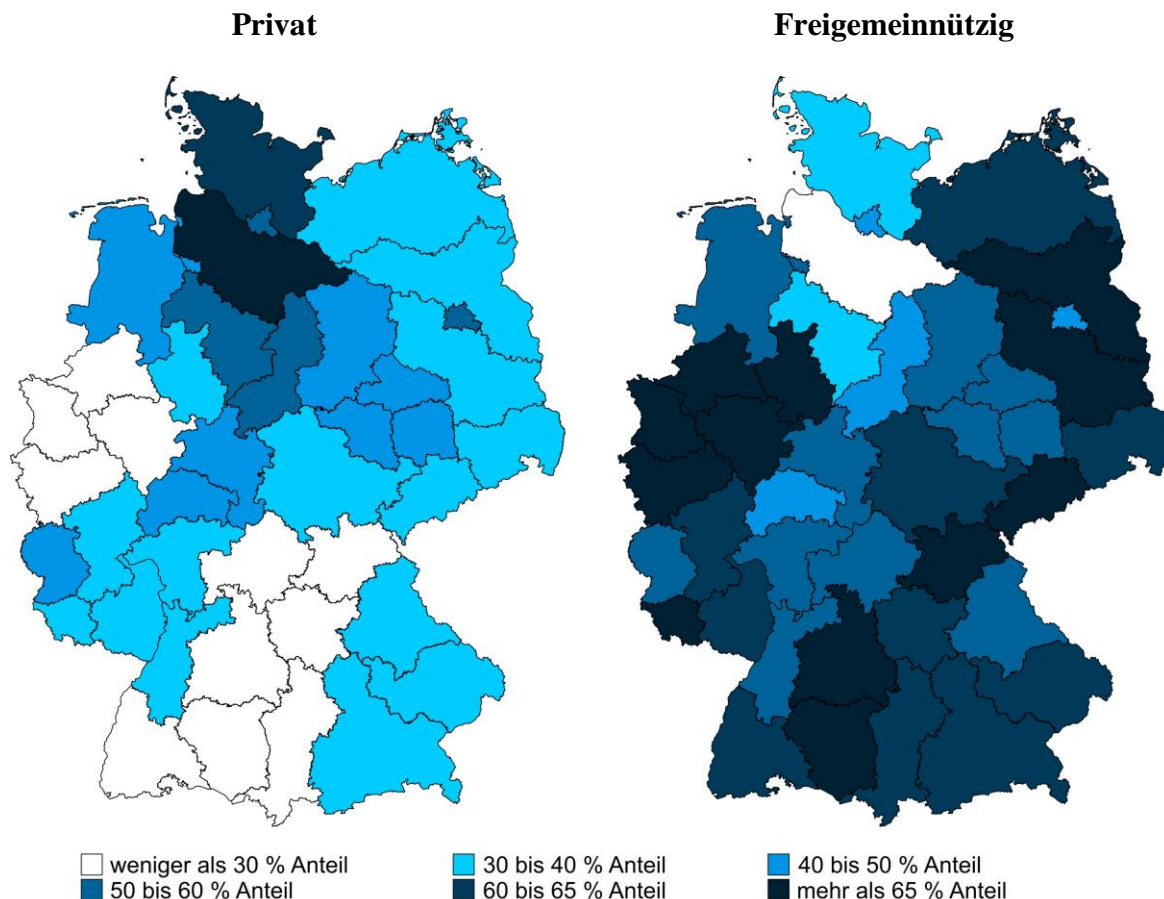 Privat
Freigemeinnützig
weniger als 30 % Anteil
30 bis 40 % Anteil
40 bis 50 % Anteil
50 bis 60 % Anteil
60 bis 65 % Anteil
mehr als 65 % Anteil